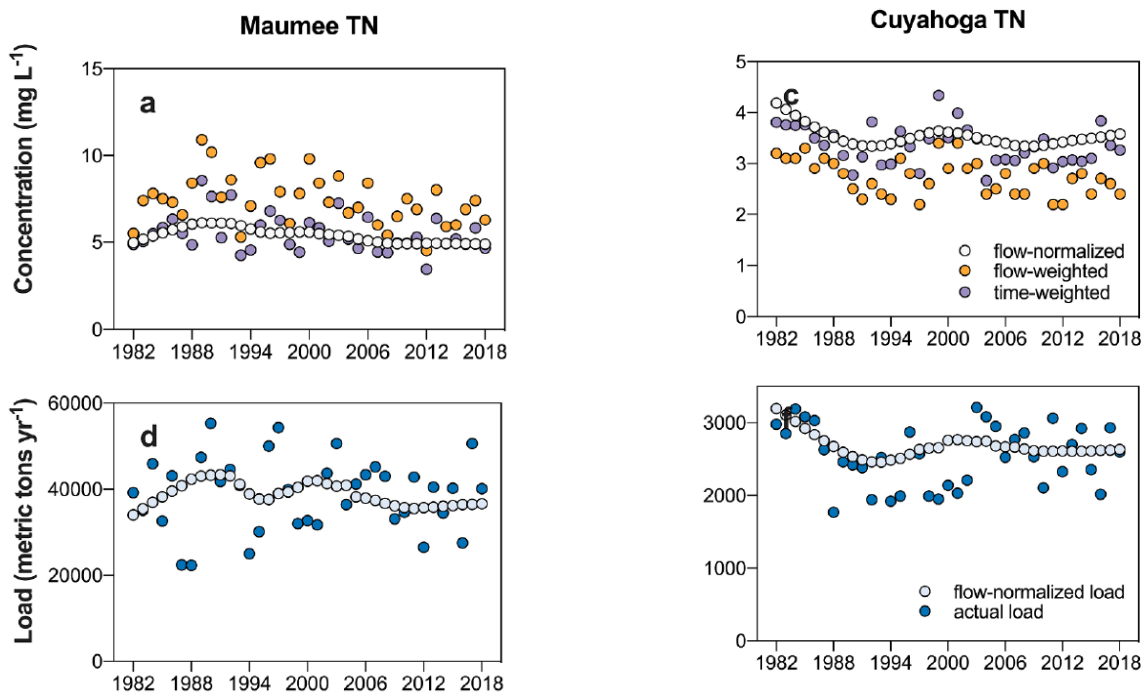 Maumee TN
Cuyahoga TN
Concentration (mg L-1)
15
10
5
0
a
1982 1988 1994 2000 2006 2012 2018
5
4
3
2
1
0
c
flow-normalized
flow-weighted
time-weighted
1982 1988 1994 2000 2006 2012 2018
Load (metric tons yr-1)
60000
40000
20000
0
d
1982 1988 1994 2000 2006 2012 2018
3000
2000
1000
0
f
flow-normalized load
actual load
1982 1988 1994 2000 2006 2012 2018